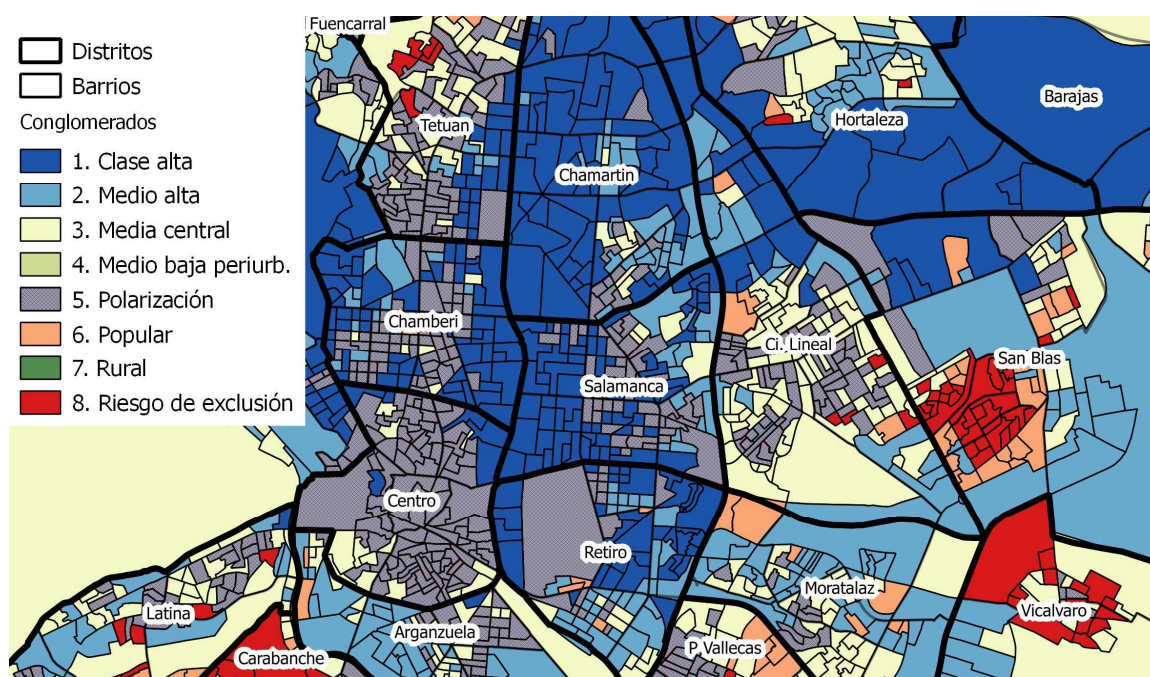 Distritos
Barrios
Conglomerados
1. Clase alta
2. Medio alta
3. Media central
4. Medio baja periurb.
5. Polarización
6. Popular
7. Rural
8. Riesgo de exclusión
Fuencarral
Tetuan
Chamartin
Hortaleza
Barajas
Chamberi
Ci. Lineal
San Blas
Salamanca
Centro
Retiro
Latina
Arganzuela
Carabanche
P Vallecas
Moratalaz
Vicalvaro